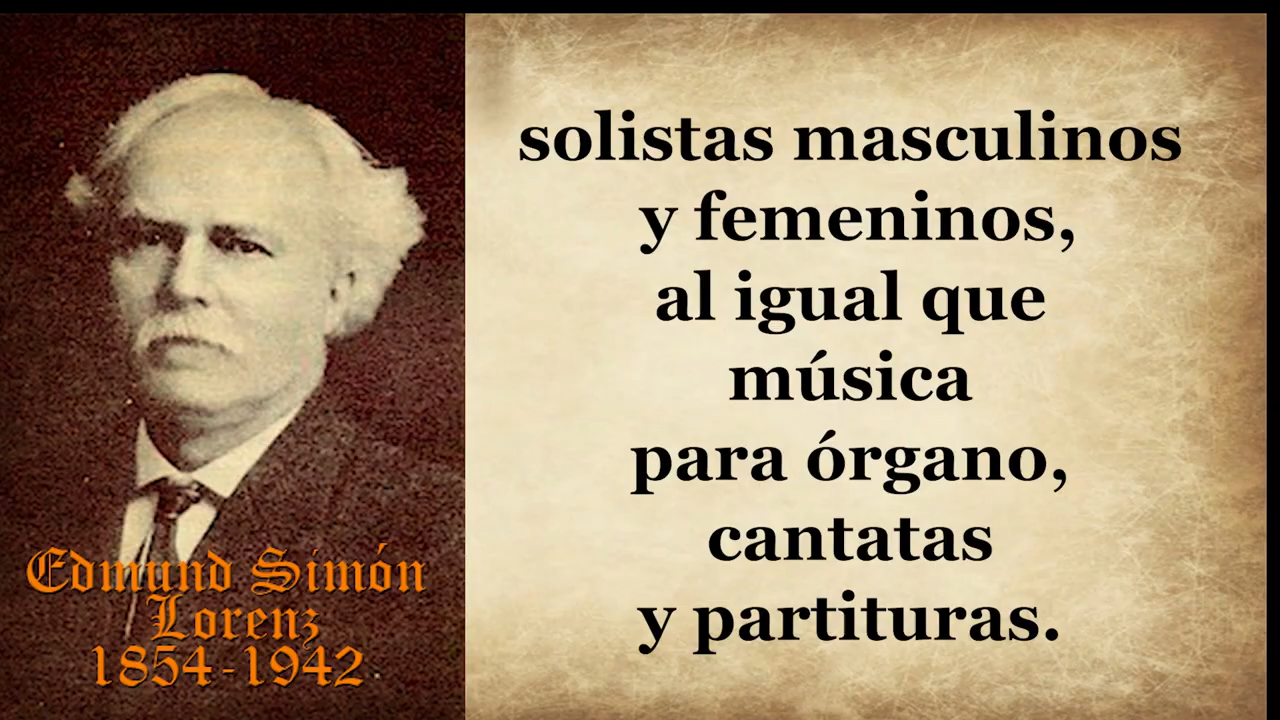 Edmund Simón
Lorenz
1854-1942
solistas masculinos
y femeninos,
al igual que
música
para órgano,
cantatas
y partituras.